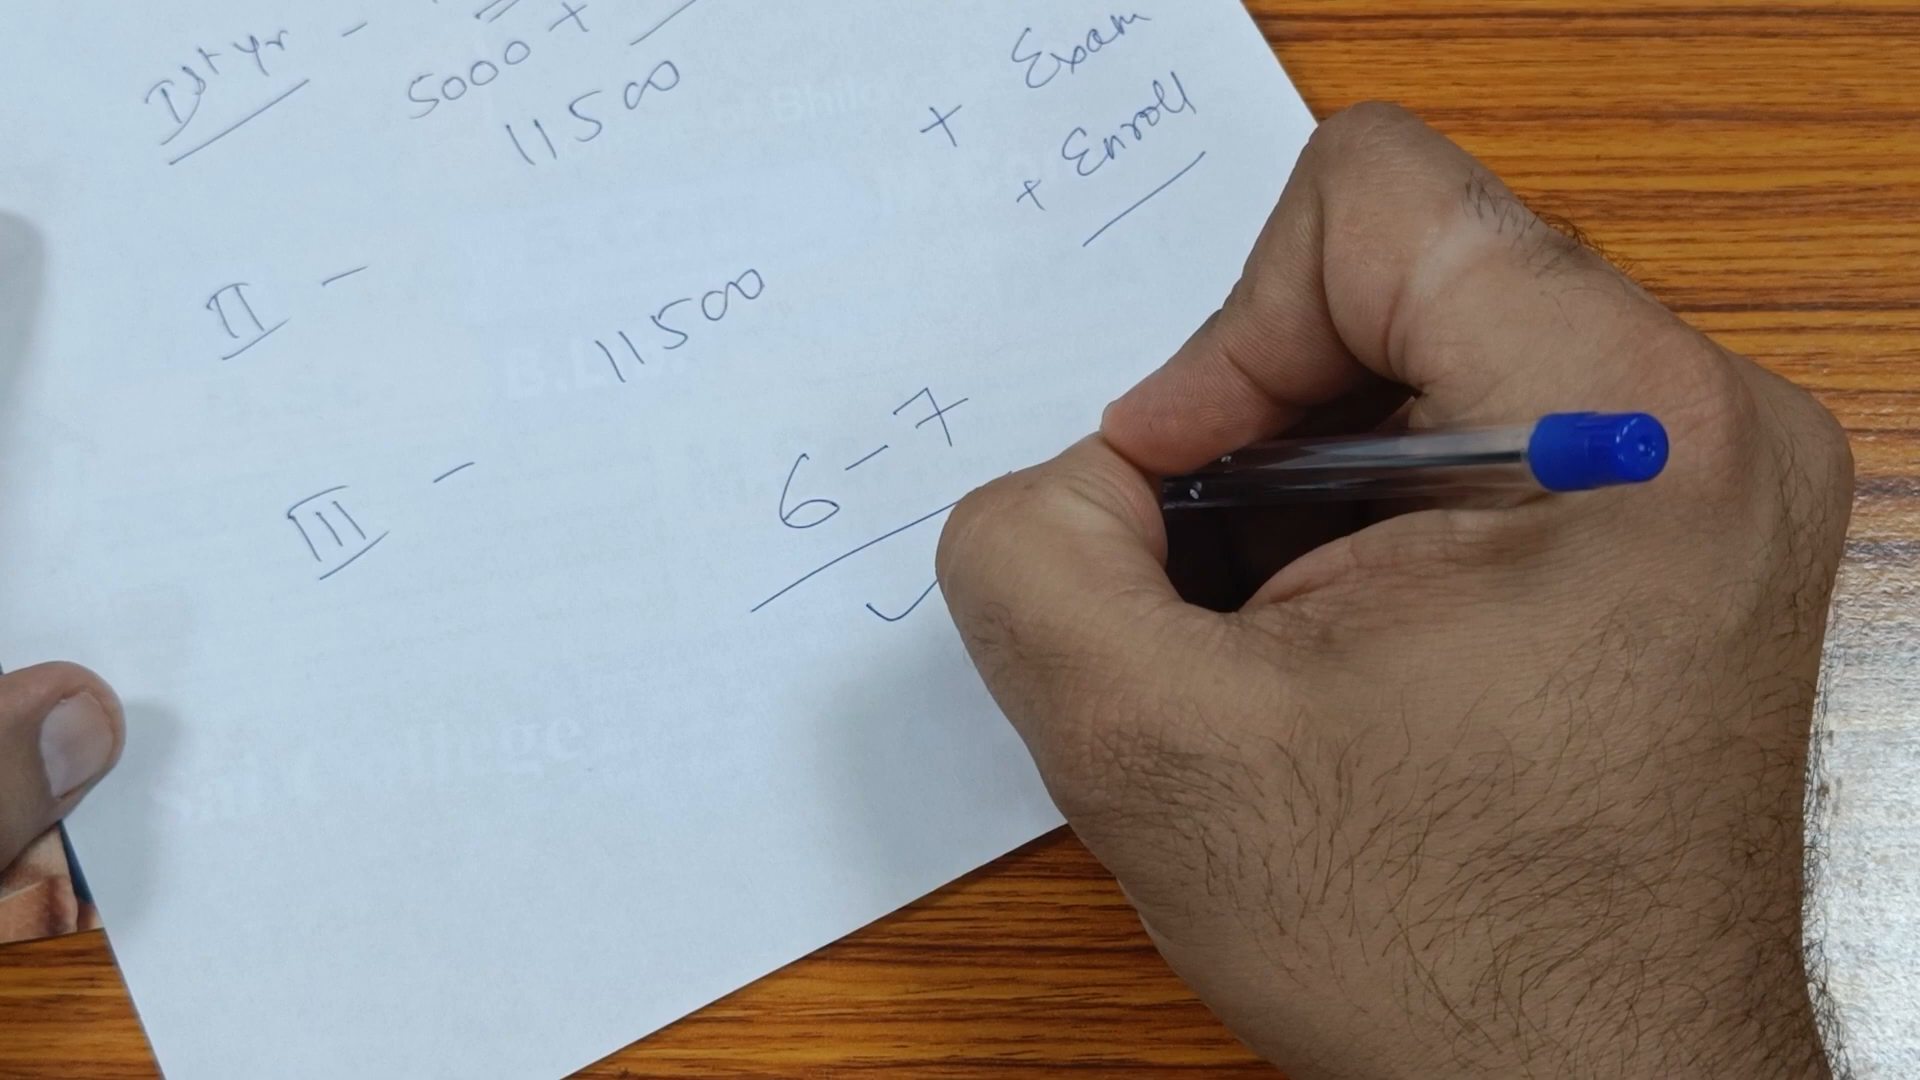 Ist yr - 5000 +
11500
+ Exam
+ Enroll
II - 11500
III - 6-7